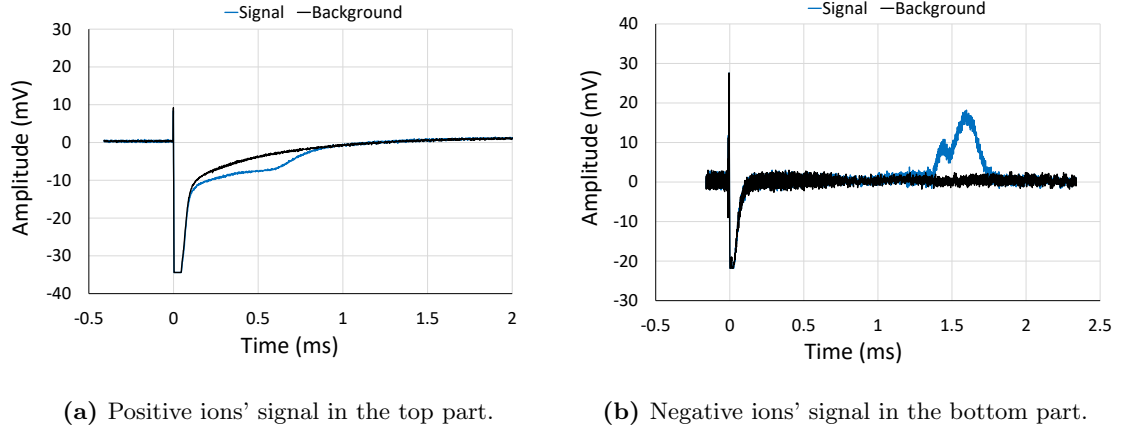 Signal Background
30
20
10
0
-10
-20
-30
-40
-0.5 0 0.5 1 1.5 2
Amplitude (mV)
Time (ms)
(a) Positive ions' signal in the top part.
Signal Background
40
30
20
10
0
-10
-20
-30
-0.5 0 0.5 1 1.5 2 2.5
Amplitude (mV)
Time (ms)
(b) Negative ions' signal in the bottom part.